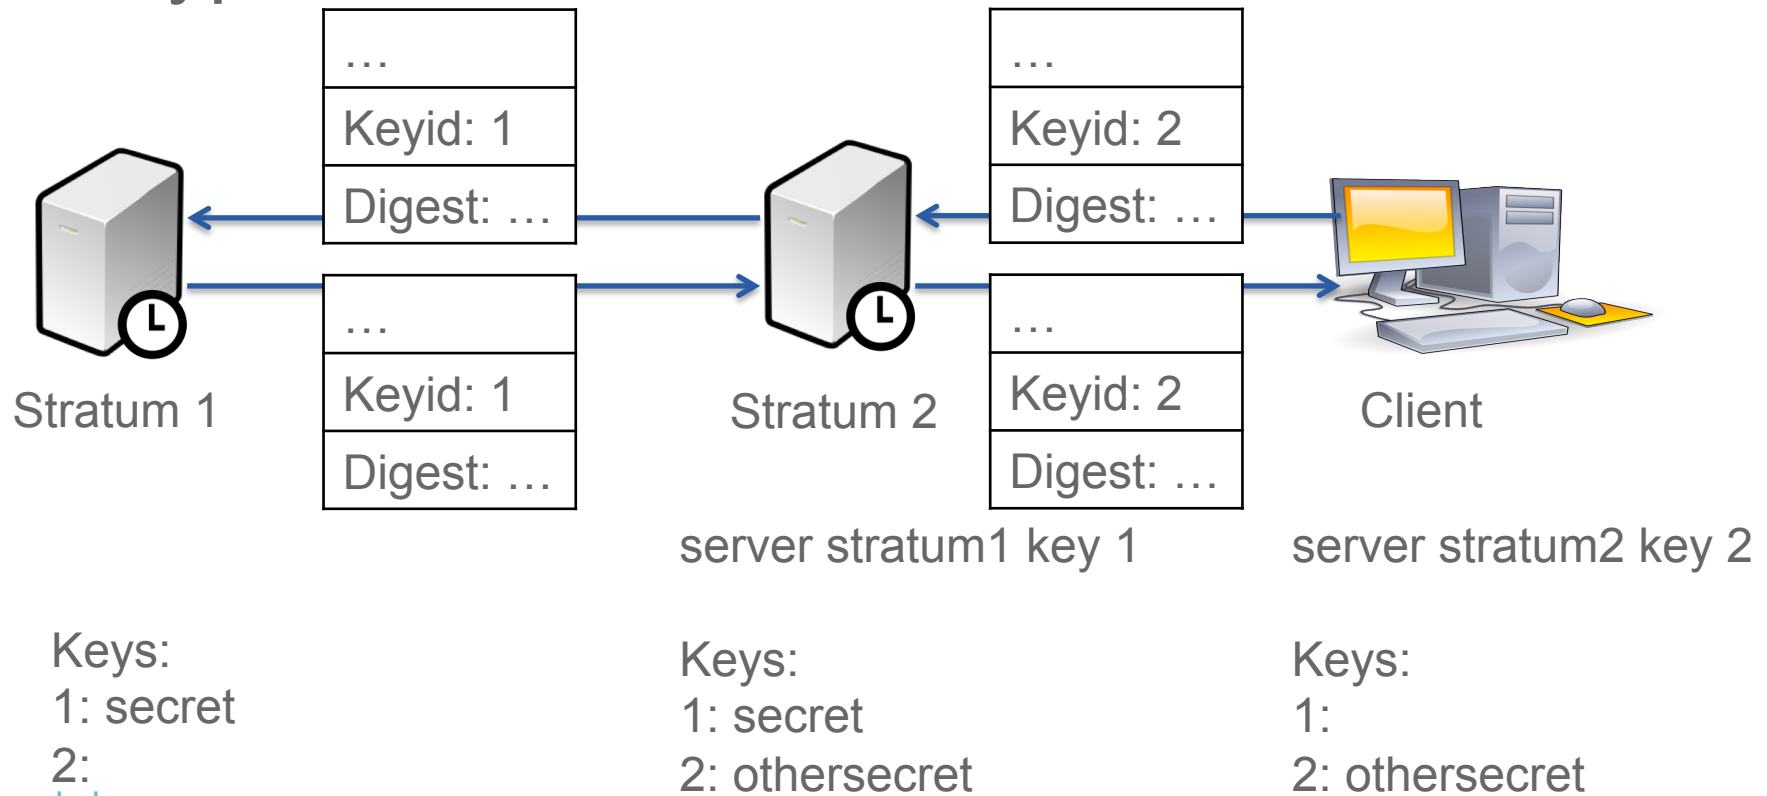 …
Keyid: 1
Digest: …
…
Keyid: 2
Digest: …
…
Keyid: 1
Digest: …
…
Keyid: 2
Digest: …
Stratum 1
Stratum 2
Client
server stratum1 key 1
server stratum2 key 2
Keys:
1: secret
2:
Keys:
1: secret
2: othersecret
Keys:
1:
2: othersecret